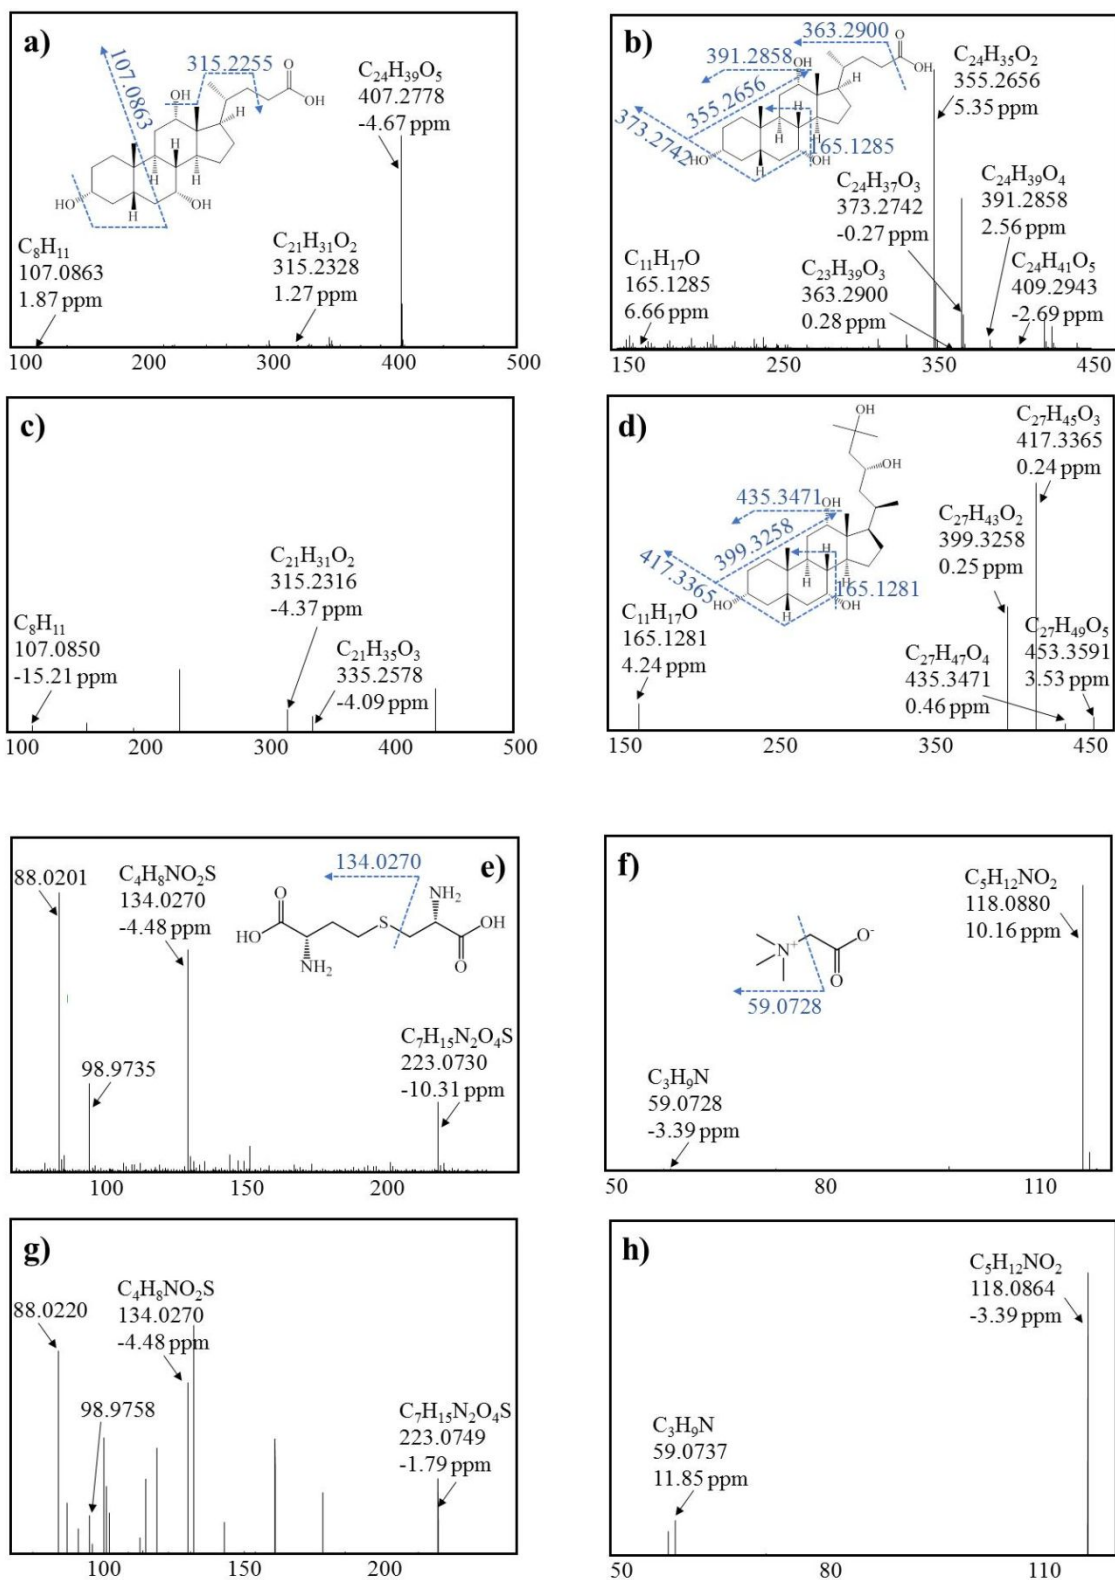 a)
107.0863
315.2255
C₂₄H₃₉O₅
407.2778
-4.67 ppm
O
OH
OH
H
H
H
HO
H
OH
C₈H₁₁
107.0863
1.87 ppm
C₂₁H₃₁O₂
315.2328
1.27 ppm
100
200
300
400
500
b)
363.2900
391.2858
355.2656
373.2742
165.1285
O
OH
OH
H
H
H
HO
H
OH
C₂₄H₃₅O₂
355.2656
5.35 ppm
C₂₄H₃₇O₃
373.2742
-0.27 ppm
C₂₄H₃₉O₄
391.2858
2.56 ppm
C₁₁H₁₇O
165.1285
6.66 ppm
C₂₃H₃₉O₃
363.2900
0.28 ppm
C₂₄H₄₁O₅
409.2943
-2.69 ppm
150
250
350
450
c)
C₂₁H₃₁O₂
315.2316
-4.37 ppm
C₈H₁₁
107.0850
-15.21 ppm
C₂₁H₃₅O₃
335.2578
-4.09 ppm
100
200
300
400
500
d)
OH
OH
435.3471
OH
399.3258
417.3365
165.1281
H
H
H
HO
H
OH
C₂₇H₄₅O₃
417.3365
0.24 ppm
C₂₇H₄₃O₂
399.3258
0.25 ppm
C₁₁H₁₇O
165.1281
4.24 ppm
C₂₇H₄₇O₄
435.3471
0.46 ppm
C₂₇H₄₉O₅
453.3591
3.53 ppm
150
250
350
450
88.0201
C₄H₈NO₂S
134.0270
-4.48 ppm
134.0270
e)
O
HO
NH₂
S
NH₂
OH
O
98.9735
C₇H₁₅N₂O₄S
223.0730
-10.31 ppm
100
150
200
f)
C₅H₁₂NO₂
118.0880
10.16 ppm
N⁺
O⁻
O
59.0728
C₃H₉N
59.0728
-3.39 ppm
50
80
110
g)
C₄H₈NO₂S
134.0270
-4.48 ppm
88.0220
98.9758
C₇H₁₅N₂O₄S
223.0749
-1.79 ppm
100
150
200
h)
C₅H₁₂NO₂
118.0864
-3.39 ppm
C₃H₉N
59.0737
11.85 ppm
50
80
110